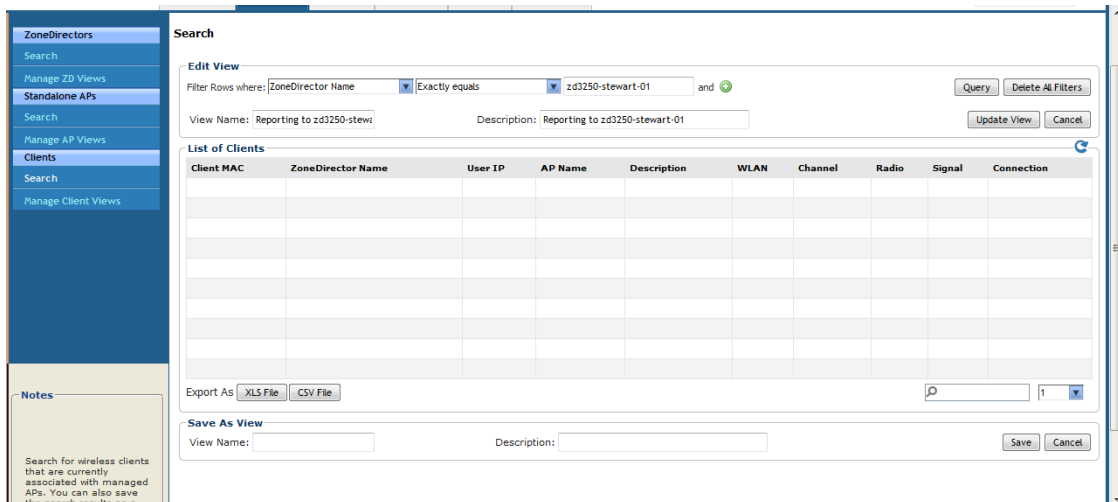 ZoneDirectors
Search
Manage ZD Views
Standalone APs
Search
Manage AP Views
Clients
Search
Manage Client Views
Notes
Search for wireless clients
that are currently
associated with managed
APs. You can also save
the search results as a
Search
Edit View
Filter Rows where: ZoneDirector Name Exactly equals zd3250-stewart-01 and Query Delete All Filters
View Name: Reporting to zd3250-stewa Description: Reporting to zd3250-stewart-01 Update View Cancel
List of Clients
Client MAC ZoneDirector Name User IP AP Name Description WLAN Channel Radio Signal Connection
Export As XLS File CSV File 1
Save As View
View Name: Description: Save Cancel